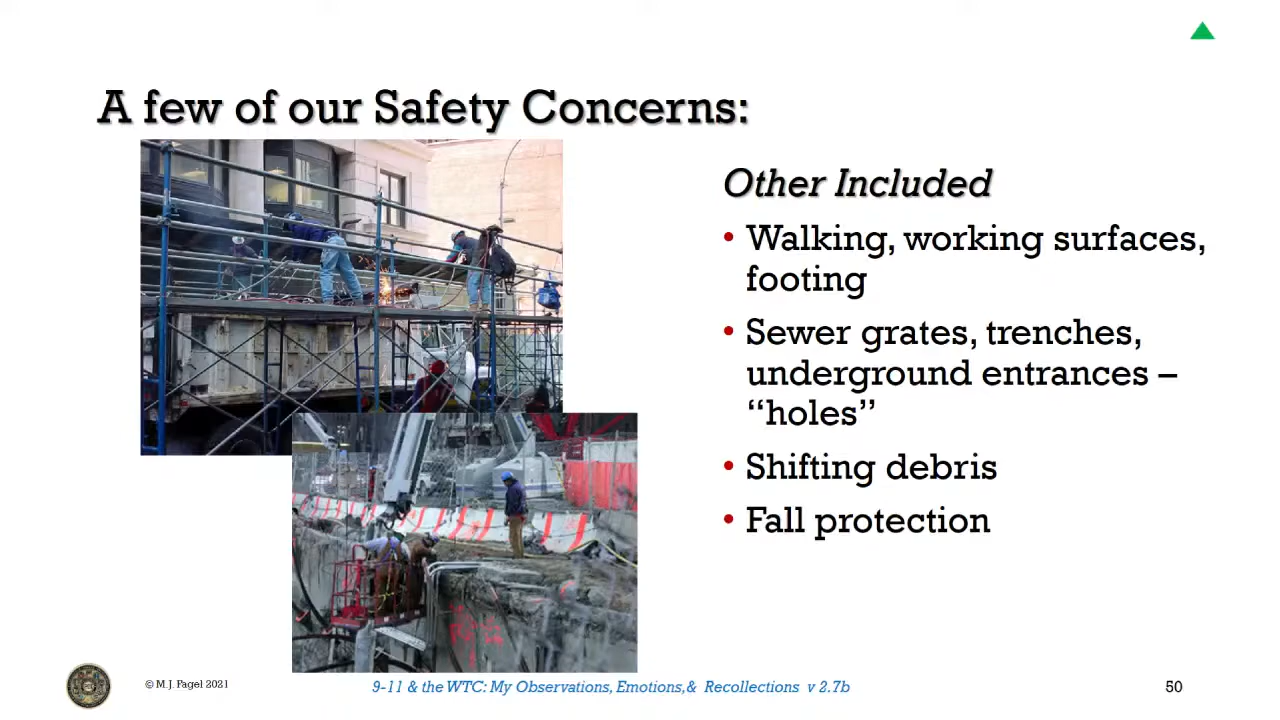 A few of our Safety Concerns:
Other Included
• Walking, working surfaces,
footing
• Sewer grates, trenches,
underground entrances –
“holes”
• Shifting debris
• Fall protection
© M.J. Fagel 2021
9-11 & the WTC: My Observations, Emotions,& Recollections v 2.7b
50